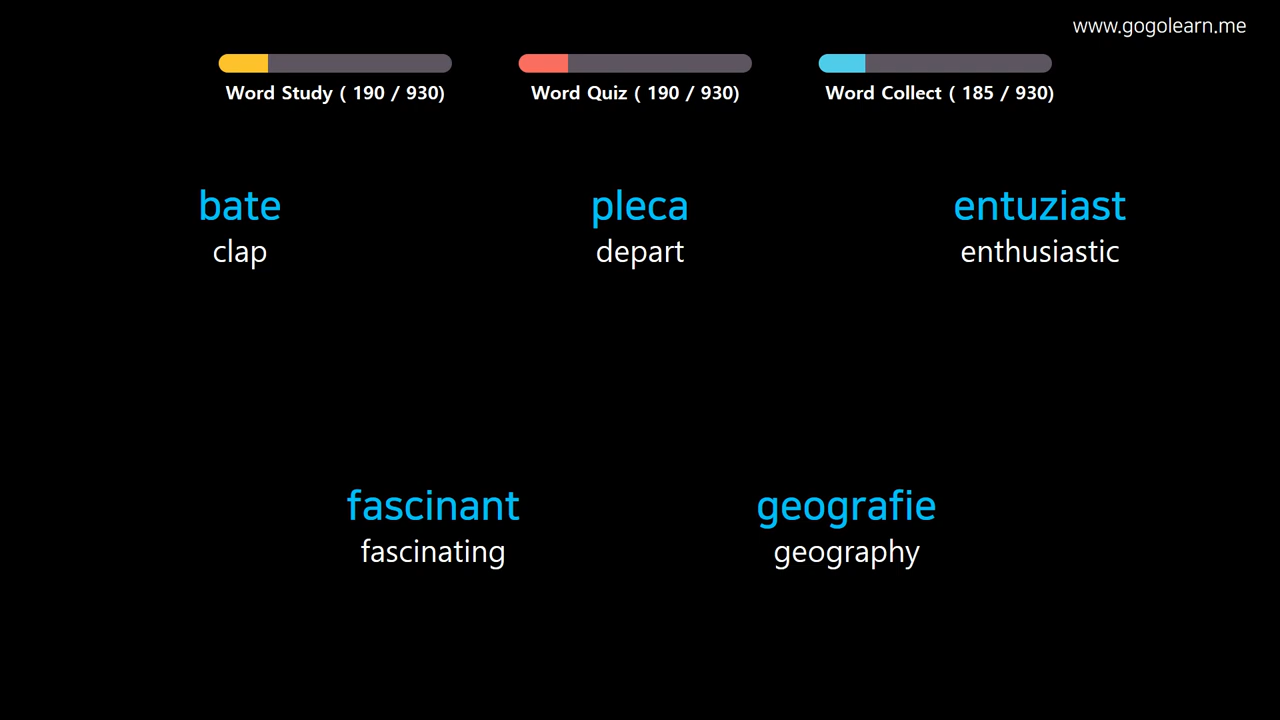 www.gogolearn.me
Word Study ( 190 / 930)
Word Quiz ( 190 / 930)
Word Collect ( 185 / 930)
bate
clap
pleca
depart
entuziast
enthusiastic
fascinant
fascinating
geografie
geography